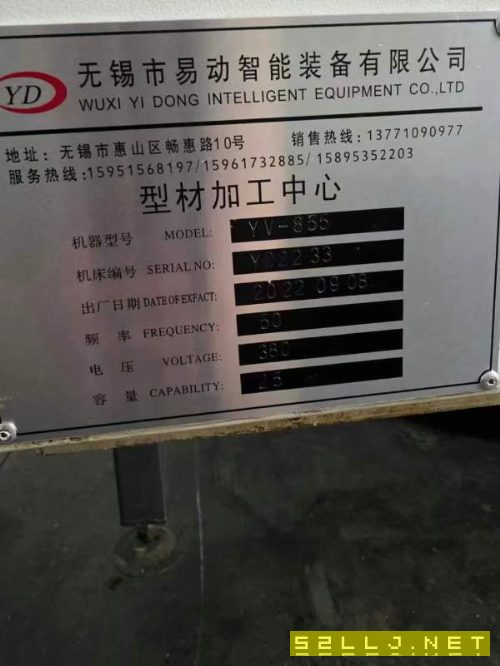 YD 无锡市易动智能装备有限公司
WUXI YI DONG INTELLIGENT EQUIPMENT CO.,LTD
地址：无锡市惠山区畅惠路10号 销售热线：13771090977
服务热线：15951568197/15961732885/15895352203
型材加工中心
机器型号 MODEL: YV-855
机床编号 SERIAL NO: YD2233
出厂日期 DATE OF EXFACT: 2022.09.08.
频率 FREQUENCY: 50
电压 VOLTAGE: 380
容量 CAPABILITY: 25
52LLJ.NET